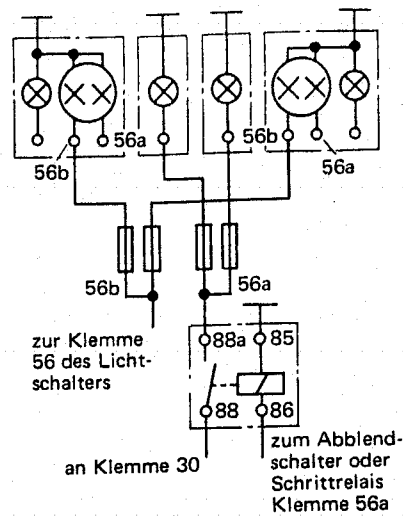 56a
56b
56b
56a
56b
56a
zur Klemme
56 des Licht-
schalters
88a
85
88
86
an Klemme 30
zum Abblend-
schalter oder
Schrittrelais
Klemme 56a